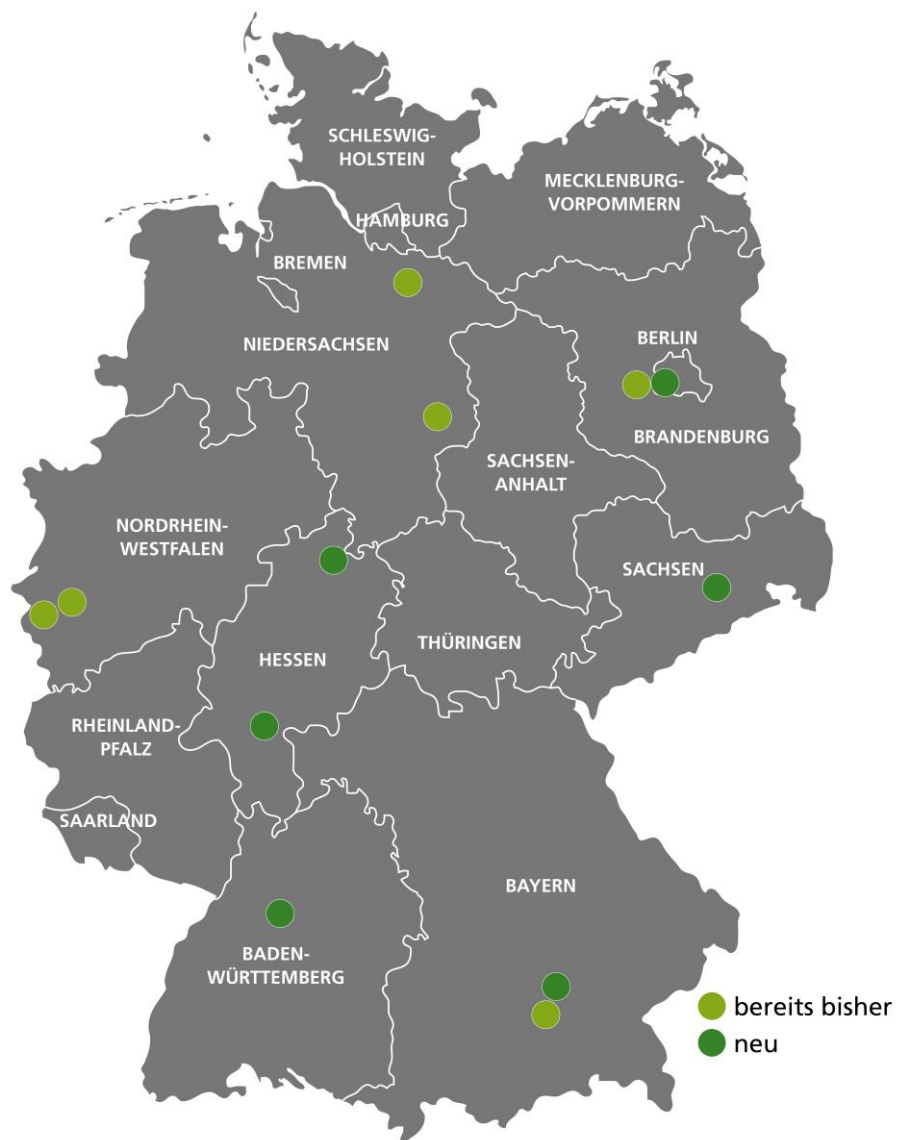 SCHLESWIG-
HOLSTEIN
MECKLENBURG-
VORPOMMERN
HAMBURG
BREMEN
NIEDERSACHSEN
BERLIN
BRANDENBURG
SACHSEN-
ANHALT
NORDRHEIN-
WESTFALEN
SACHSEN
THÜRINGEN
HESSEN
RHEINLAND-
PFALZ
SAARLAND
BAYERN
BADEN-
WÜRTTEMBERG
bereits bisher
neu